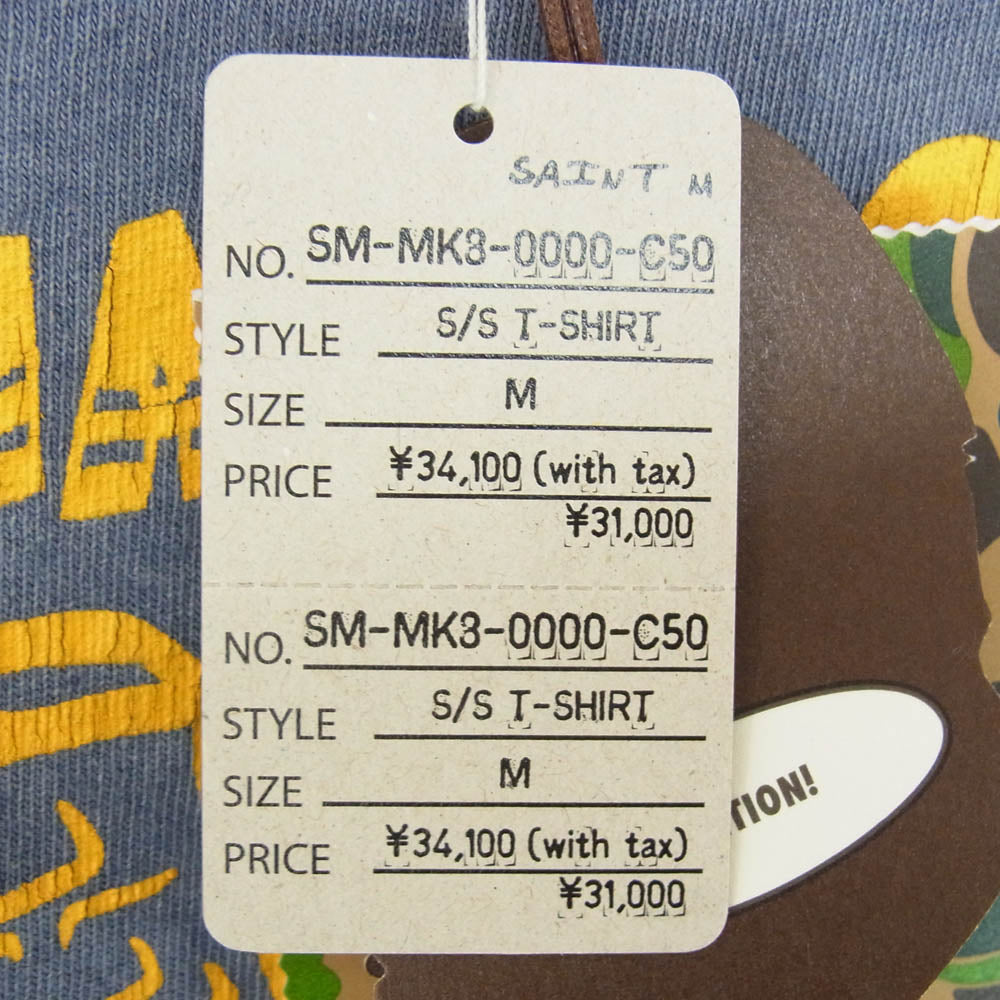 SAINT M
NO. SM-MK3-0000-C50
STYLE S/S T-SHIRT
SIZE M
PRICE ¥34,100 (with tax)
¥31,000
NO. SM-MK3-0000-C50
STYLE S/S T-SHIRT
SIZE M
PRICE ¥34,100 (with tax)
¥31,000
TION!